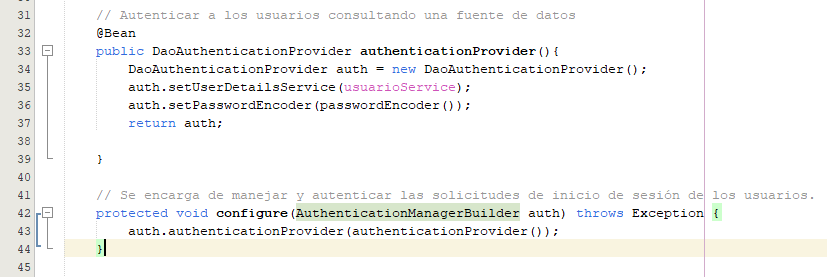 31 // Autenticar a los usuarios consultando una fuente de datos
32 @Bean
33 public DaoAuthenticationProvider authenticationProvider(){
34 DaoAuthenticationProvider auth = new DaoAuthenticationProvider();
35 auth.setUserDetailsService(usuarioService);
36 auth.setPasswordEncoder(passwordEncoder());
37 return auth;
38
39 }
40
41 // Se encarga de manejar y autenticar las solicitudes de inicio de sesión de los usuarios.
42 protected void configure(AuthenticationManagerBuilder auth) throws Exception {
43 auth.authenticationProvider(authenticationProvider());
44 }
45